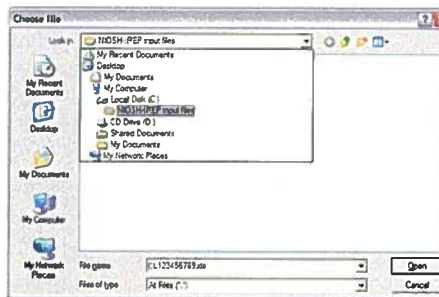 Choose file
Look in: NIOSH-IREP input files
My Recent Documents
Desktop
My Documents
My Computer
Local Disk (C:)
NIOSH-IREP input files
CD Drive (D:)
Shared Documents
My Documents
My Network Places
My Recent
Documents
Desktop
My Documents
My Computer
My Network
Places
File name: CL123456789.xls
Files of type: All Files (*.*)
Open
Cancel